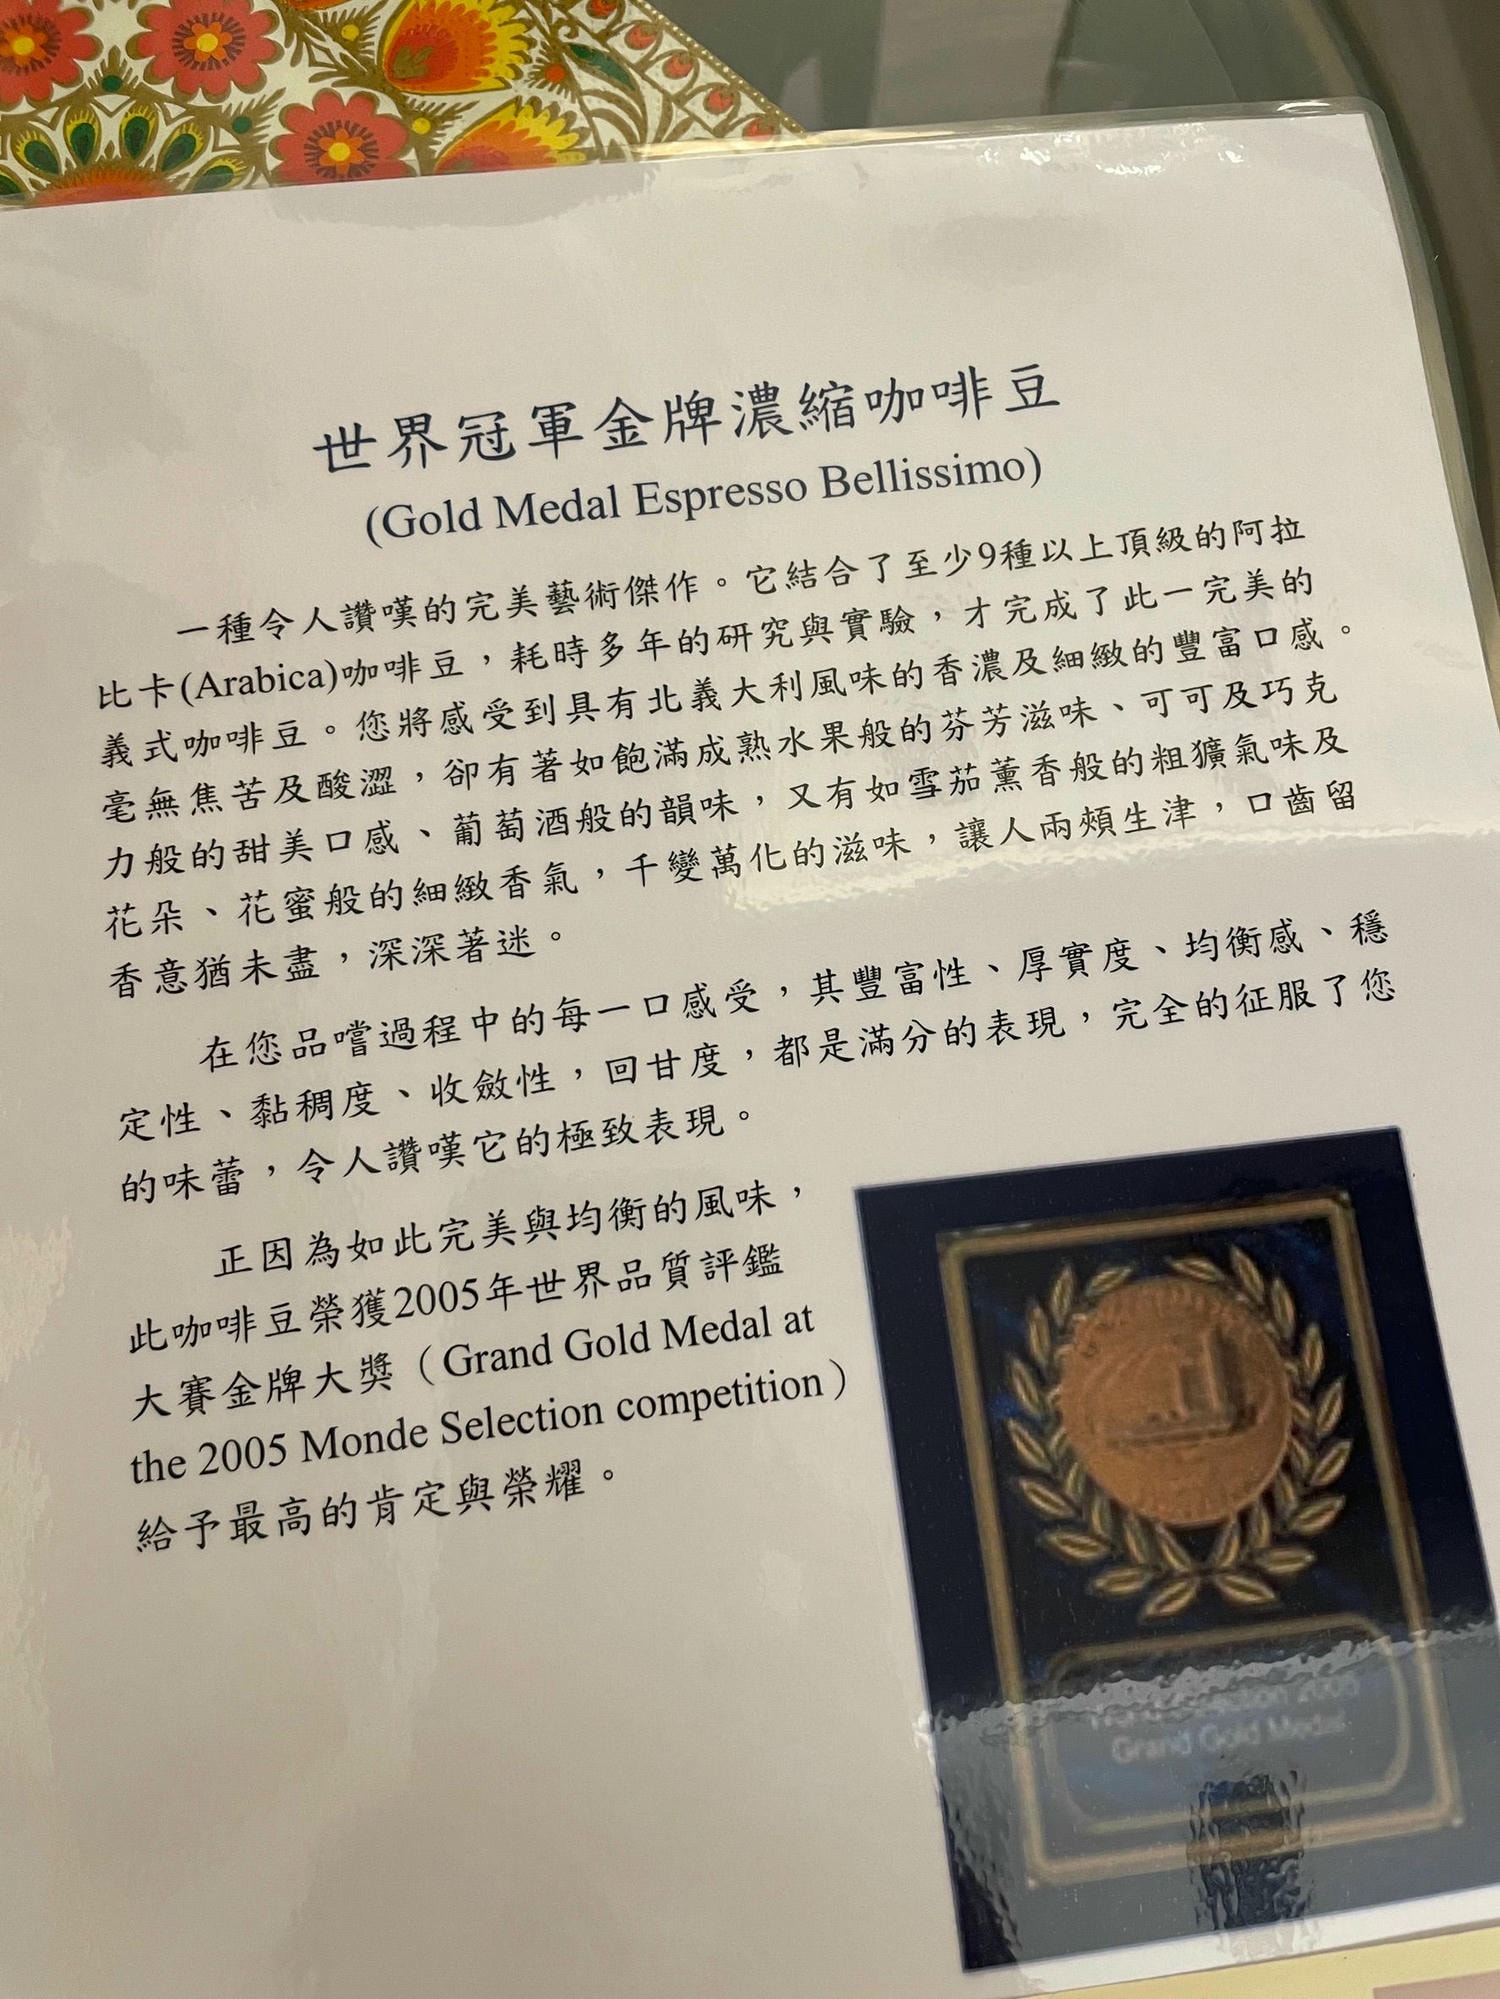 世界冠軍金牌濃縮咖啡豆
(Gold Medal Espresso Bellissimo)
一種令人讚嘆的完美藝術傑作。它結合了至少9種以上頂級的阿拉
比卡(Arabica)咖啡豆，耗時多年的研究與實驗，才完成了此一完美的
義式咖啡豆。您將感受到具有北義大利風味的香濃及細緻的豐富口感。
毫無焦苦及酸澀，卻有著如飽滿成熟水果般的芬芳滋味、可可及巧克
力般的甜美口感、葡萄酒般的韻味，又有如雪茄薰香般的粗獷氣味及
花朵、花蜜般的細緻香氣，千變萬化的滋味，讓人兩頰生津，口齒留
香意猶未盡，深深著迷。
在您品嚐過程中的每一口感受，其豐富性、厚實度、均衡感、穩
定性、黏稠度、收斂性，回甘度，都是滿分的表現，完全的征服了您
的味蕾，令人讚嘆它的極致表現。
正因為如此完美與均衡的風味，
此咖啡豆榮獲2005年世界品質評鑑
大賽金牌大獎（Grand Gold Medal at
the 2005 Monde Selection competition）
給予最高的肯定與榮耀。
Grand Gold Medal